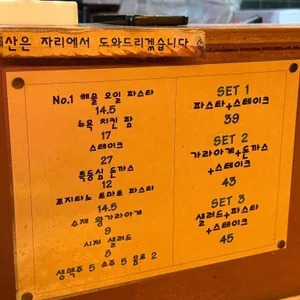 산은 자리에서 도와드리겠습니다
No.1 해물 오일 파스타
14.5
뉴욕 치킨 팜
17
스테이크
27
특등심 돈까스
12
포지타노 토마토 파스타
14.5
수제 왕가라아게
9
시저 샐러드
8
생맥주 5 소주 5 음료 2
SET 1
파스타+스테이크
39
SET 2
가라아게+돈까스
+스테이크
43
SET 3
샐러드+파스타
+스테이크
45